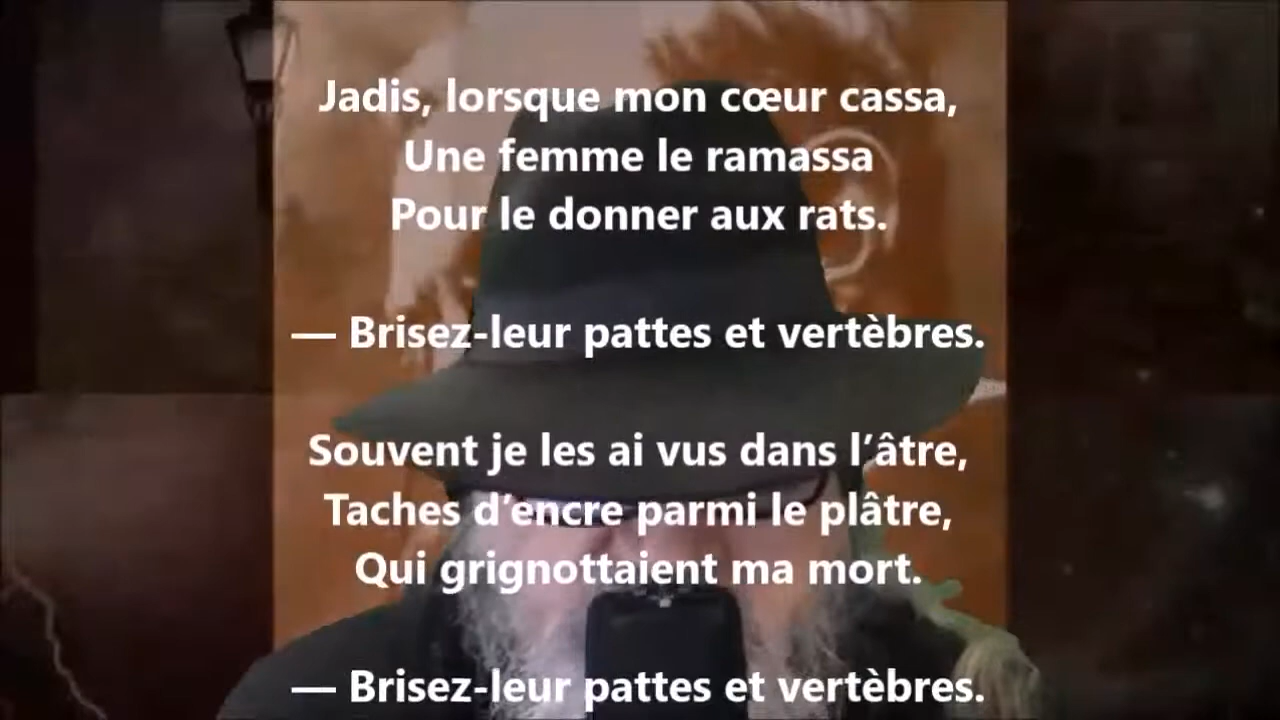 Jadis, lorsque mon cœur cassa,
Une femme le ramassa
Pour le donner aux rats.
— Brisez-leur pattes et vertèbres.
Souvent je les ai vus dans l’âtre,
Taches d’encre parmi le plâtre,
Qui grignottaient ma mort.
— Brisez-leur pattes et vertèbres.